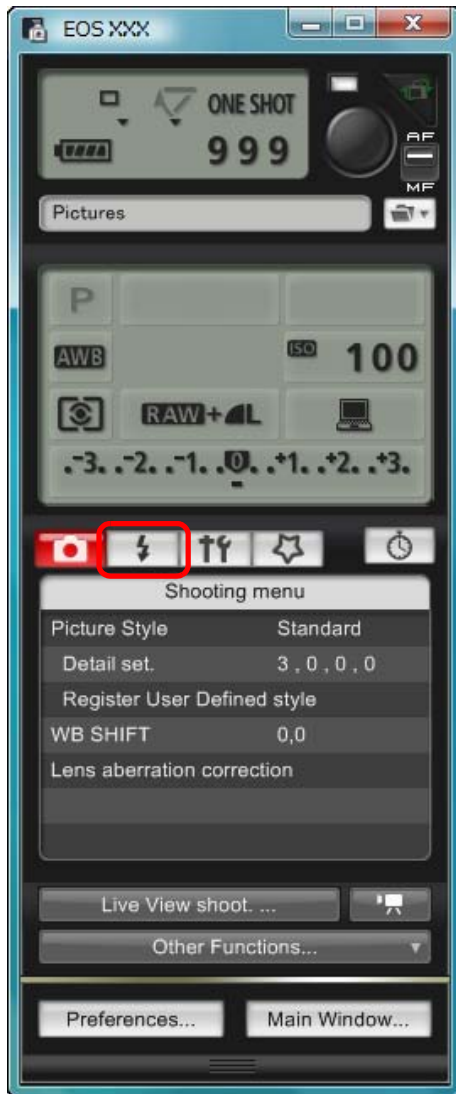 EOS XXX
ONE SHOT
999
AF
MF
Pictures
P
AWB
ISO 100
RAW+L
.-3. .-2. .-1. .0. .+1. .+2. .+3.
Shooting menu
Picture Style Standard
Detail set. 3 , 0 , 0 , 0
Register User Defined style
WB SHIFT 0,0
Lens aberration correction
Live View shoot. ...
Other Functions...
Preferences... Main Window...